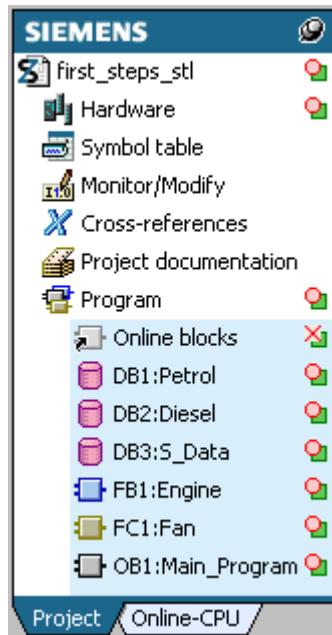 SIEMENS
first_steps_stl
Hardware
Symbol table
Monitor/Modify
Cross-references
Project documentation
Program
Online blocks
DB1:Petrol
DB2:Diesel
DB3:S_Data
FB1:Engine
FC1:Fan
OB1:Main_Program
Project Online-CPU